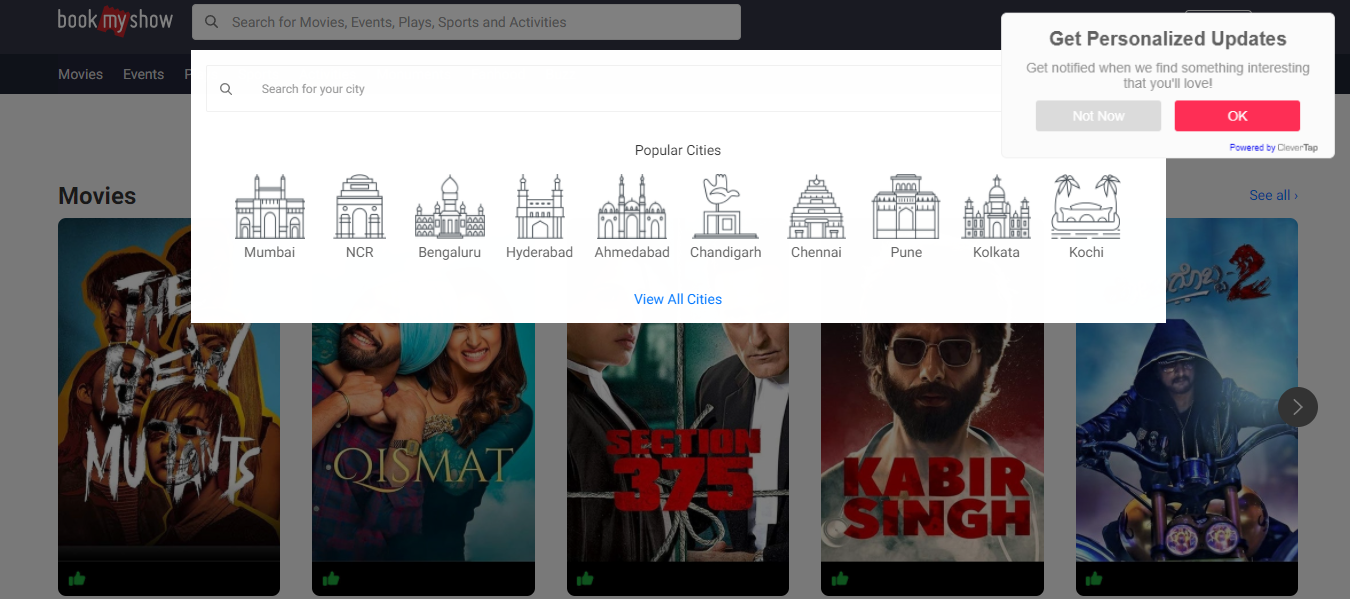 book my show
Search for Movies, Events, Plays, Sports and Activities
Get Personalized Updates
Get notified when we find something interesting
that you'll love!
Not Now
OK
Powered by CleverTap
Movies Events P
Search for your city
Popular Cities
Mumbai NCR Bengaluru Hyderabad Ahmedabad Chandigarh Chennai Pune Kolkata Kochi
View All Cities
Movies
See all ›
MUTANTS
QISMAT
SECTION
375
KABIR
SINGH
2